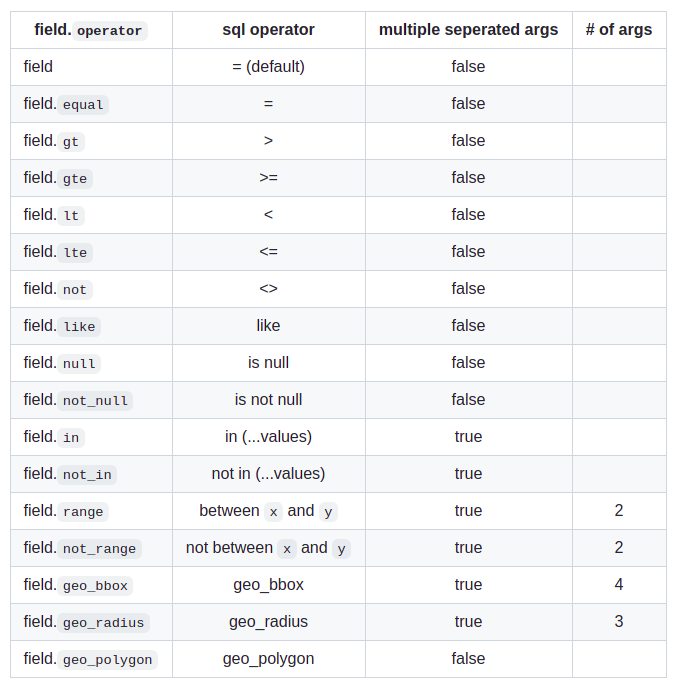 field. operator sql operator multiple seperated args # of args
field = (default) false
field. equal = false
field. gt > false
field. gte >= false
field. lt < false
field. lte <= false
field. not <> false
field. like like false
field. null is null false
field. not_null is not null false
field. in in (...values) true
field. not_in not in (...values) true
field. range between x and y true 2
field. not_range not between x and y true 2
field. geo_bbox geo_bbox true 4
field. geo_radius geo_radius true 3
field. geo_polygon geo_polygon false